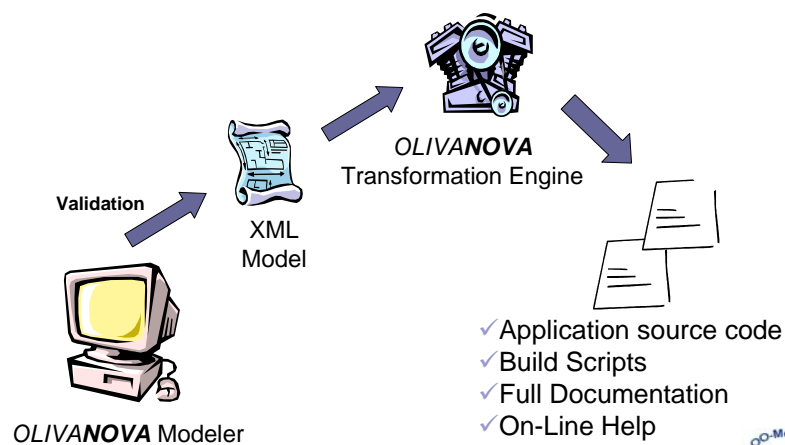 OLIVANOVA
Transformation Engine
Validation
XML
Model
✓Application source code
✓Build Scripts
✓Full Documentation
✓On-Line Help
OLIVANOVA Modeler